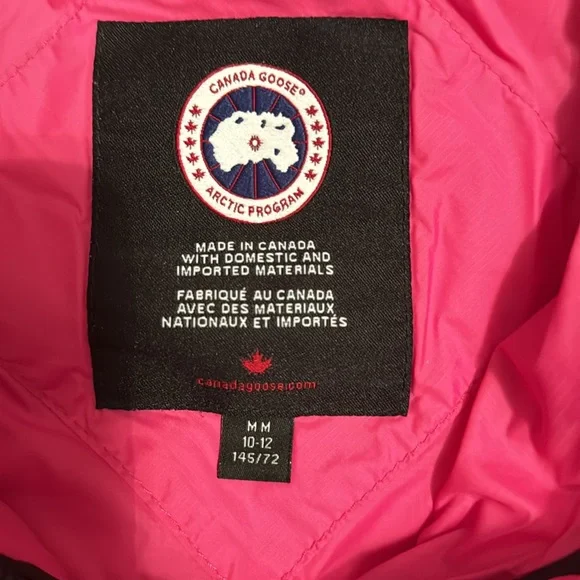 CANADA GOOSE®
ARCTIC PROGRAM
MADE IN CANADA
WITH DOMESTIC AND
IMPORTED MATERIALS
FABRIQUÉ AU CANADA
AVEC DES MATERIAUX
NATIONAUX ET IMPORTÉS
canadagoose.com
M M
10-12
145/72